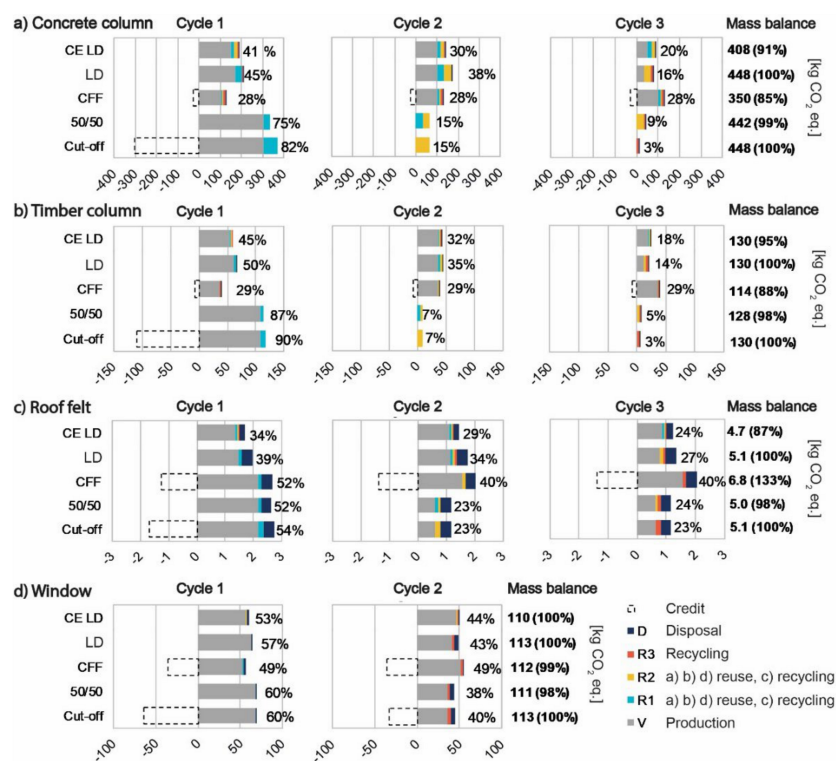 a) Concrete column Cycle 1 Cycle 2 Cycle 3 Mass balance
CE LD 41 % 30% 20% 408 (91%)
LD 45% 38% 16% 448 (100%)
CFF 28% 28% 28% 350 (85%)
50/50 75% 15% 9% 442 (99%)
Cut-off 82% 15% 3% 448 (100%)
[kg CO2 eq.]
-400 -300 -200 -100 0 100 200 300 400 -400 -300 -200 -100 0 100 200 300 400 -400 -300 -200 -100 0 100 200 300 400
b) Timber column Cycle 1 Cycle 2 Cycle 3 Mass balance
CE LD 45% 32% 18% 130 (95%)
LD 50% 35% 14% 130 (100%)
CFF 29% 29% 29% 114 (88%)
50/50 87% 7% 5% 128 (98%)
Cut-off 90% 7% 3% 130 (100%)
[kg CO2 eq.]
-150 -100 -50 0 50 100 150 -150 -100 -50 0 50 100 150 -150 -100 -50 0 50 100 150
c) Roof felt Cycle 1 Cycle 2 Cycle 3 Mass balance
CE LD 34% 29% 24% 4.7 (87%)
LD 39% 34% 27% 5.1 (100%)
CFF 52% 40% 40% 6.8 (133%)
50/50 52% 23% 24% 5.0 (98%)
Cut-off 54% 23% 23% 5.1 (100%)
[kg CO2 eq.]
-3 -2 -1 0 1 2 3 -3 -2 -1 0 1 2 3 -3 -2 -1 0 1 2 3
d) Window Cycle 1 Cycle 2 Mass balance
CE LD 53% 44% 110 (100%)
LD 57% 43% 113 (100%)
CFF 49% 49% 112 (99%)
50/50 60% 38% 111 (98%)
Cut-off 60% 40% 113 (100%)
[kg CO2 eq.]
-100 -50 0 50 100 -100 -50 0 50 100
Credit
D Disposal
R3 Recycling
R2 a) b) d) reuse, c) recycling
R1 a) b) d) reuse, c) recycling
V Production